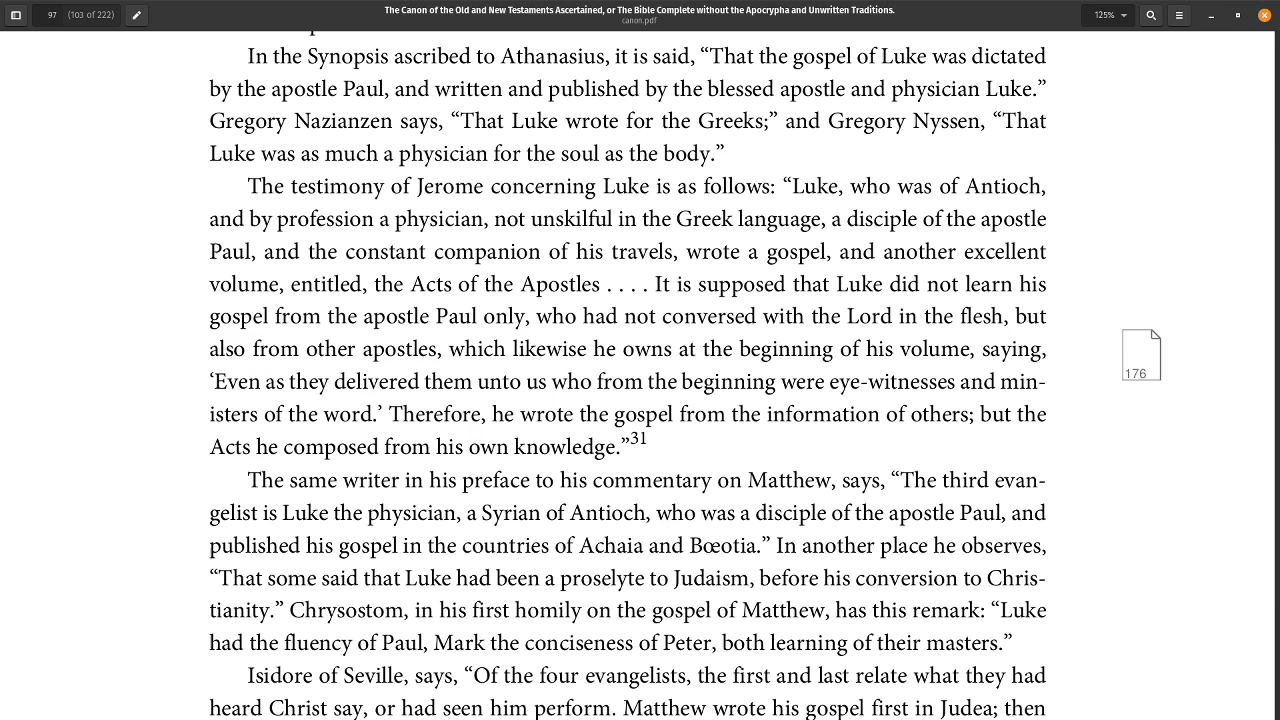 97 (103 of 222)
The Canon of the Old and New Testaments Ascertained, or The Bible Complete without the Apocrypha and Unwritten Traditions.
canon.pdf
125%
In the Synopsis ascribed to Athanasius, it is said, “That the gospel of Luke was dictated
by the apostle Paul, and written and published by the blessed apostle and physician Luke.”
Gregory Nazianzen says, “That Luke wrote for the Greeks;” and Gregory Nyssen, “That
Luke was as much a physician for the soul as the body.”
The testimony of Jerome concerning Luke is as follows: “Luke, who was of Antioch,
and by profession a physician, not unskilful in the Greek language, a disciple of the apostle
Paul, and the constant companion of his travels, wrote a gospel, and another excellent
volume, entitled, the Acts of the Apostles . . . . It is supposed that Luke did not learn his
gospel from the apostle Paul only, who had not conversed with the Lord in the flesh, but
also from other apostles, which likewise he owns at the beginning of his volume, saying,
‘Even as they delivered them unto us who from the beginning were eye-witnesses and min-
isters of the word.’ Therefore, he wrote the gospel from the information of others; but the
Acts he composed from his own knowledge.”31
176
The same writer in his preface to his commentary on Matthew, says, “The third evan-
gelist is Luke the physician, a Syrian of Antioch, who was a disciple of the apostle Paul, and
published his gospel in the countries of Achaia and Bœotia.” In another place he observes,
“That some said that Luke had been a proselyte to Judaism, before his conversion to Chris-
tianity.” Chrysostom, in his first homily on the gospel of Matthew, has this remark: “Luke
had the fluency of Paul, Mark the conciseness of Peter, both learning of their masters.”
Isidore of Seville, says, “Of the four evangelists, the first and last relate what they had
heard Christ say, or had seen him perform. Matthew wrote his gospel first in Judea; then